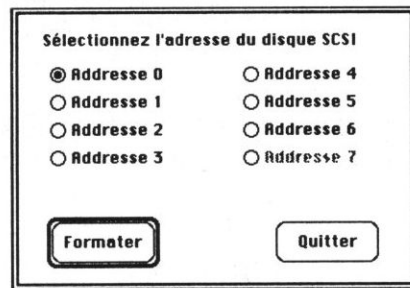 Sélectionnez l'adresse du disque SCSI
Addresse 0
Addresse 1
Addresse 2
Addresse 3
Addresse 4
Addresse 5
Addresse 6
Addresse 7
Formater
Quitter